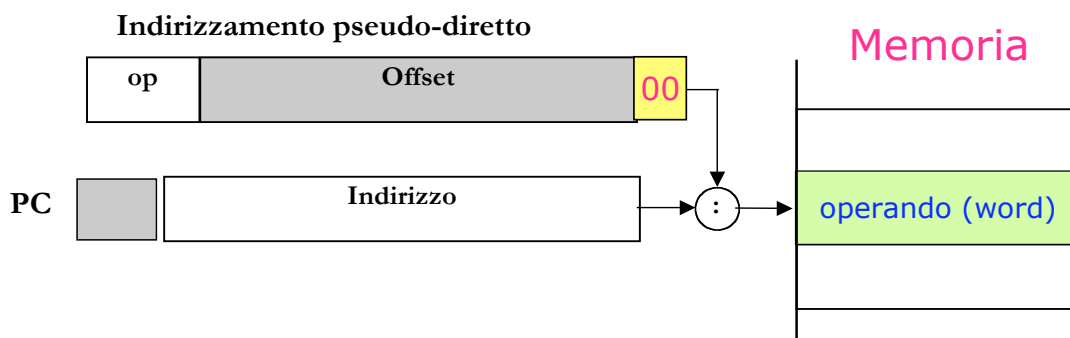 Indirizzamento pseudo-diretto
Memoria
op Offset 00
PC Indirizzo : operando (word)